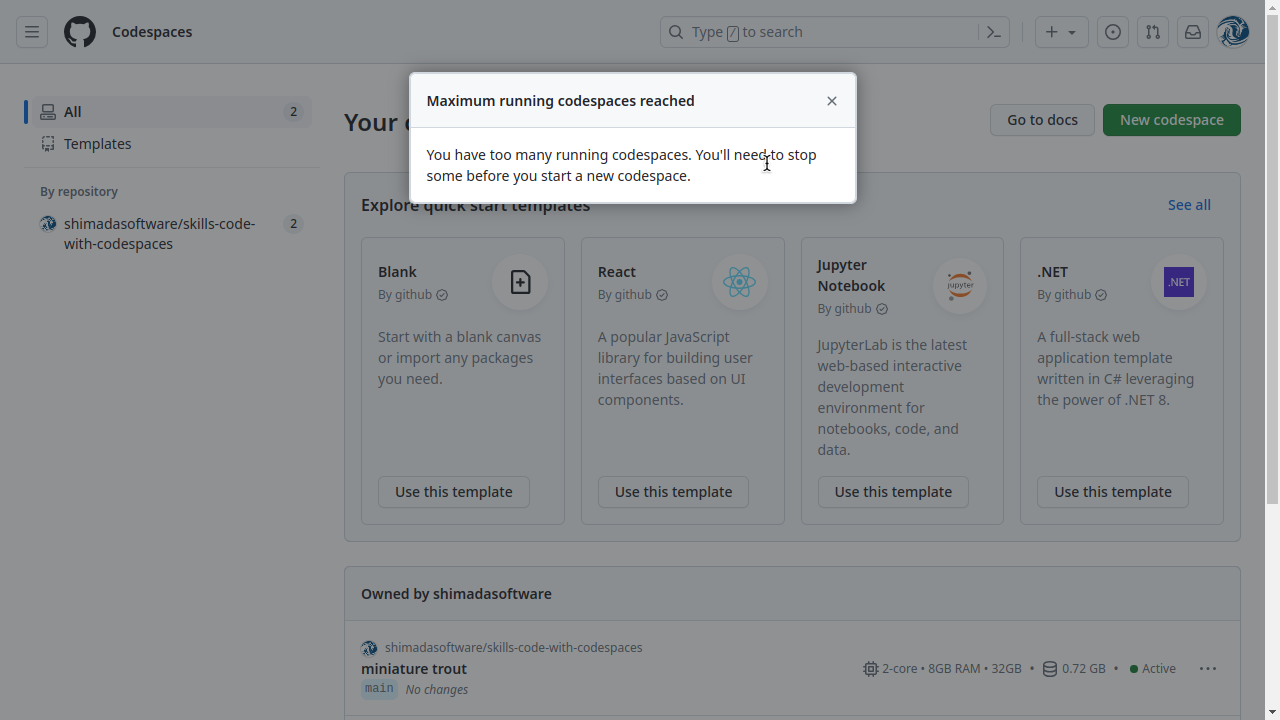 Codespaces
Type / to search
Maximum running codespaces reached
You have too many running codespaces. You'll need to stop
some before you start a new codespace.
All 2
Templates
By repository
shimadasoftware/skills-code-
with-codespaces
2
Your c
Go to docs
New codespace
Explore quick start templates
See all
Blank
By github
Start with a blank canvas
or import any packages
you need.
Use this template
React
By github
A popular JavaScript
library for building user
interfaces based on UI
components.
Use this template
Jupyter
Notebook
By github
jupyter
JupyterLab is the latest
web-based interactive
development
environment for
notebooks, code, and
data.
Use this template
.NET
By github
.NET
A full-stack web
application template
written in C# leveraging
the power of .NET 8.
Use this template
Owned by shimadasoftware
shimadasoftware/skills-code-with-codespaces
miniature trout
main No changes
2-core • 8GB RAM • 32GB • 0.72 GB • Active